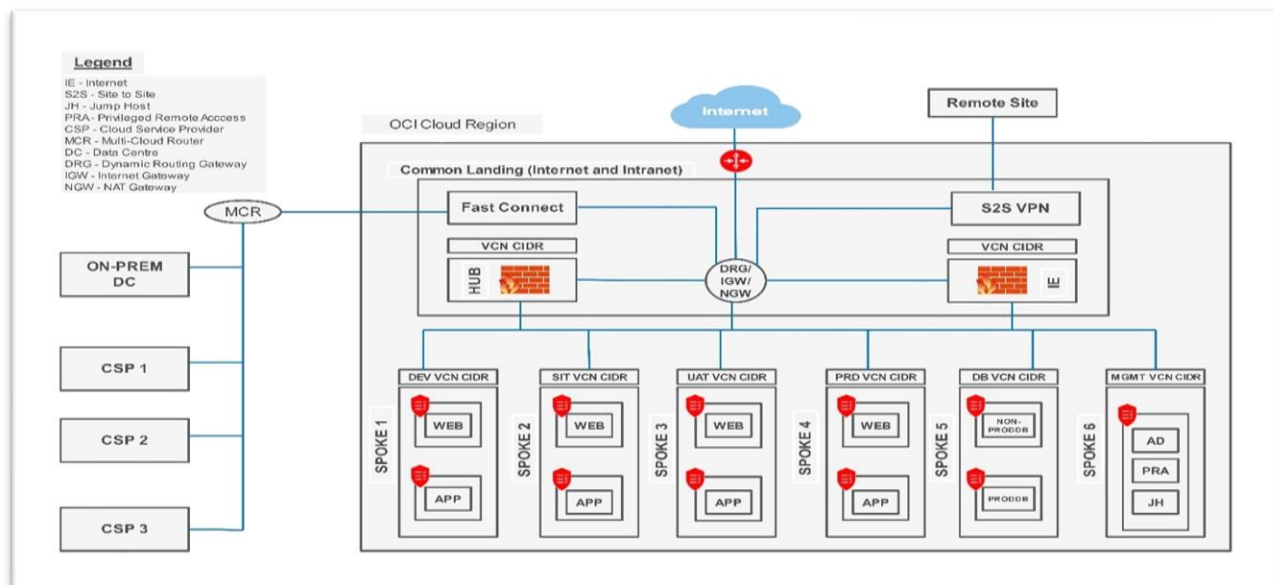 Legend
IE - Internet
S2S - Site to Site
JH - Jump Host
PRA- Privileged Remote Acccess
CSP - Cloud Service Provider
MCR - Multi-Cloud Router
DC - Data Centre
DRG - Dynamic Routing Gateway
IGW - Internet Gateway
NGW - NAT Gateway
Internet
Remote Site
OCI Cloud Region
Common Landing (Internet and Intranet)
MCR
Fast Connect
S2S VPN
VCN CIDR
VCN CIDR
HUB
DRG/
IGW/
NGW
IE
ON-PREM
DC
CSP 1
CSP 2
CSP 3
SPOKE 1
DEV VCN CIDR
WEB
APP
SPOKE 2
SIT VCN CIDR
WEB
APP
SPOKE 3
UAT VCN CIDR
WEB
APP
SPOKE 4
PRD VCN CIDR
WEB
APP
SPOKE 5
DB VCN CIDR
NON-
PRODDB
PRODDB
SPOKE 6
MGMT VCN CIDR
AD
PRA
JH